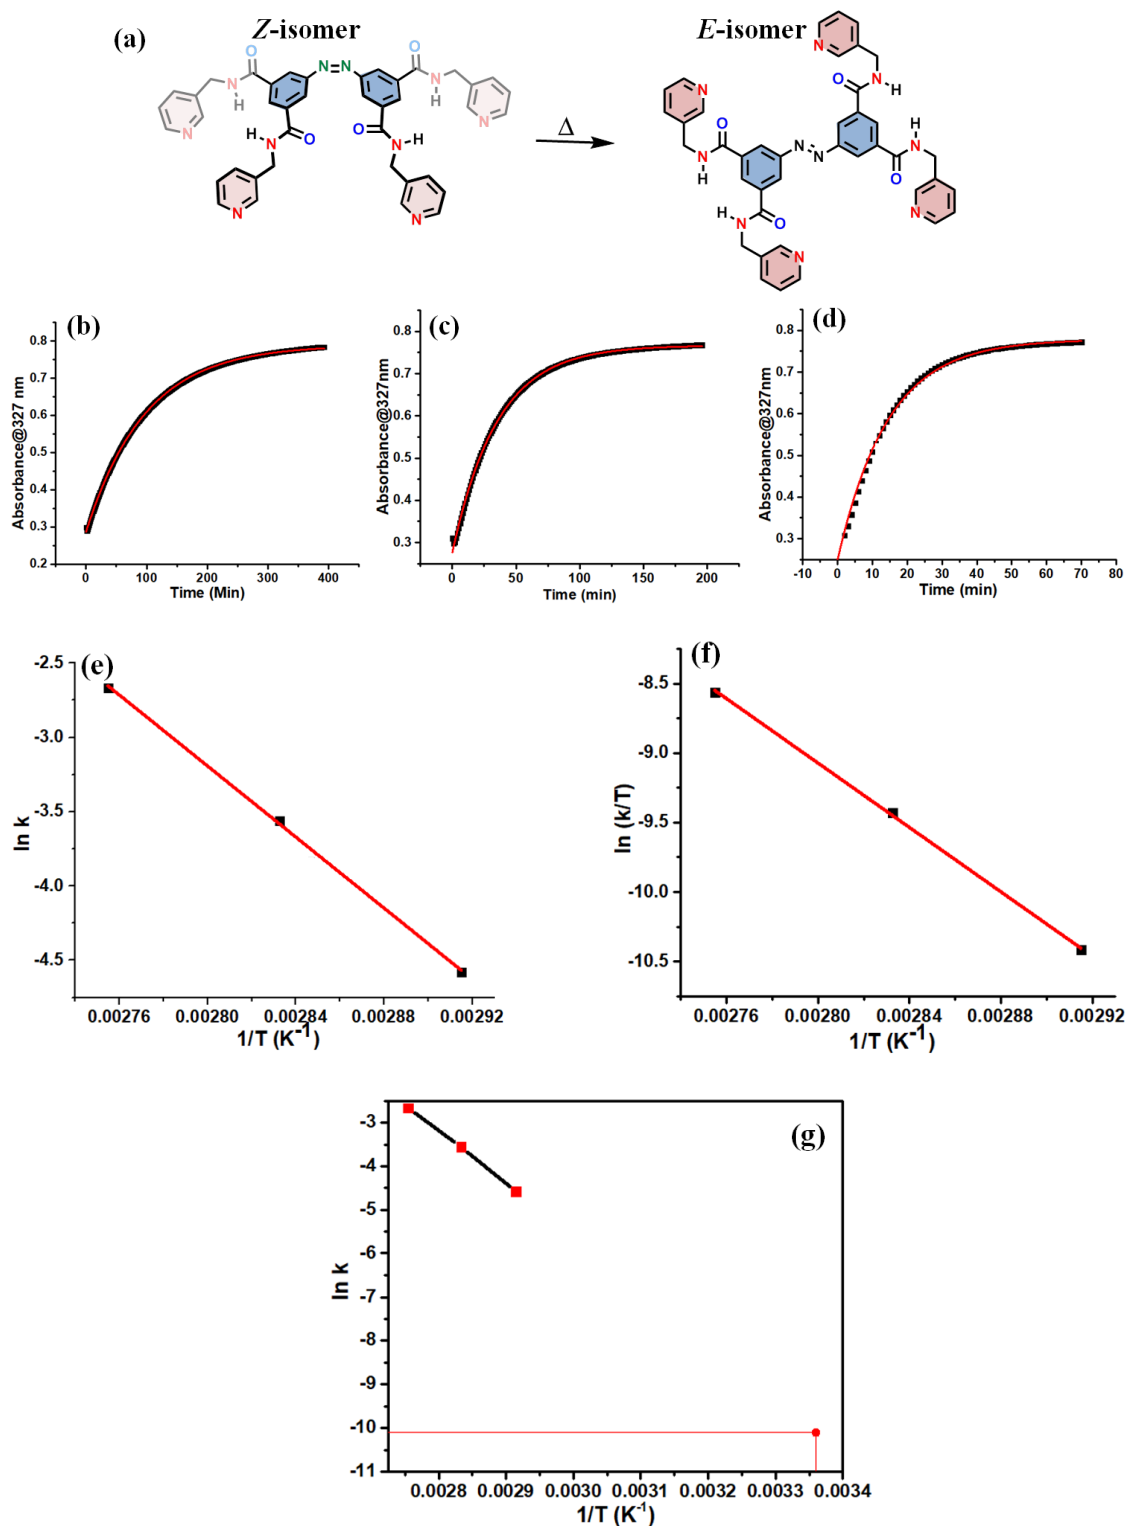 (a)
Z-isomer
E-isomer
N
O
O
N
N=N
N
N
N
H
N
H
O
N
H
N
H
N
O
N
H-N
O
O
N-H
N
N
Δ
O
N
H
N
N
O
N
N
H
H
O
N
H
N
O
N
(b)
Absorbance@327 nm
0.8
0.7
0.6
0.5
0.4
0.3
0.2
0
100
200
300
400
Time (Min)
(c)
Absorbance@327nm
0.8
0.7
0.6
0.5
0.4
0.3
0
50
100
150
200
Time (min)
(d)
Absorbance@327nm
0.8
0.7
0.6
0.5
0.4
0.3
-10
0
10
20
30
40
50
60
70
80
Time (min)
(e)
ln k
-2.5
-3.0
-3.5
-4.0
-4.5
0.00276
0.00280
0.00284
0.00288
0.00292
1/T (K-1)
(f)
ln (k/T)
-8.5
-9.0
-9.5
-10.0
-10.5
0.00276
0.00280
0.00284
0.00288
0.00292
1/T (K-1)
(g)
ln k
-3
-4
-5
-6
-7
-8
-9
-10
-11
0.0028
0.0029
0.0030
0.0031
0.0032
0.0033
0.0034
1/T (K-1)